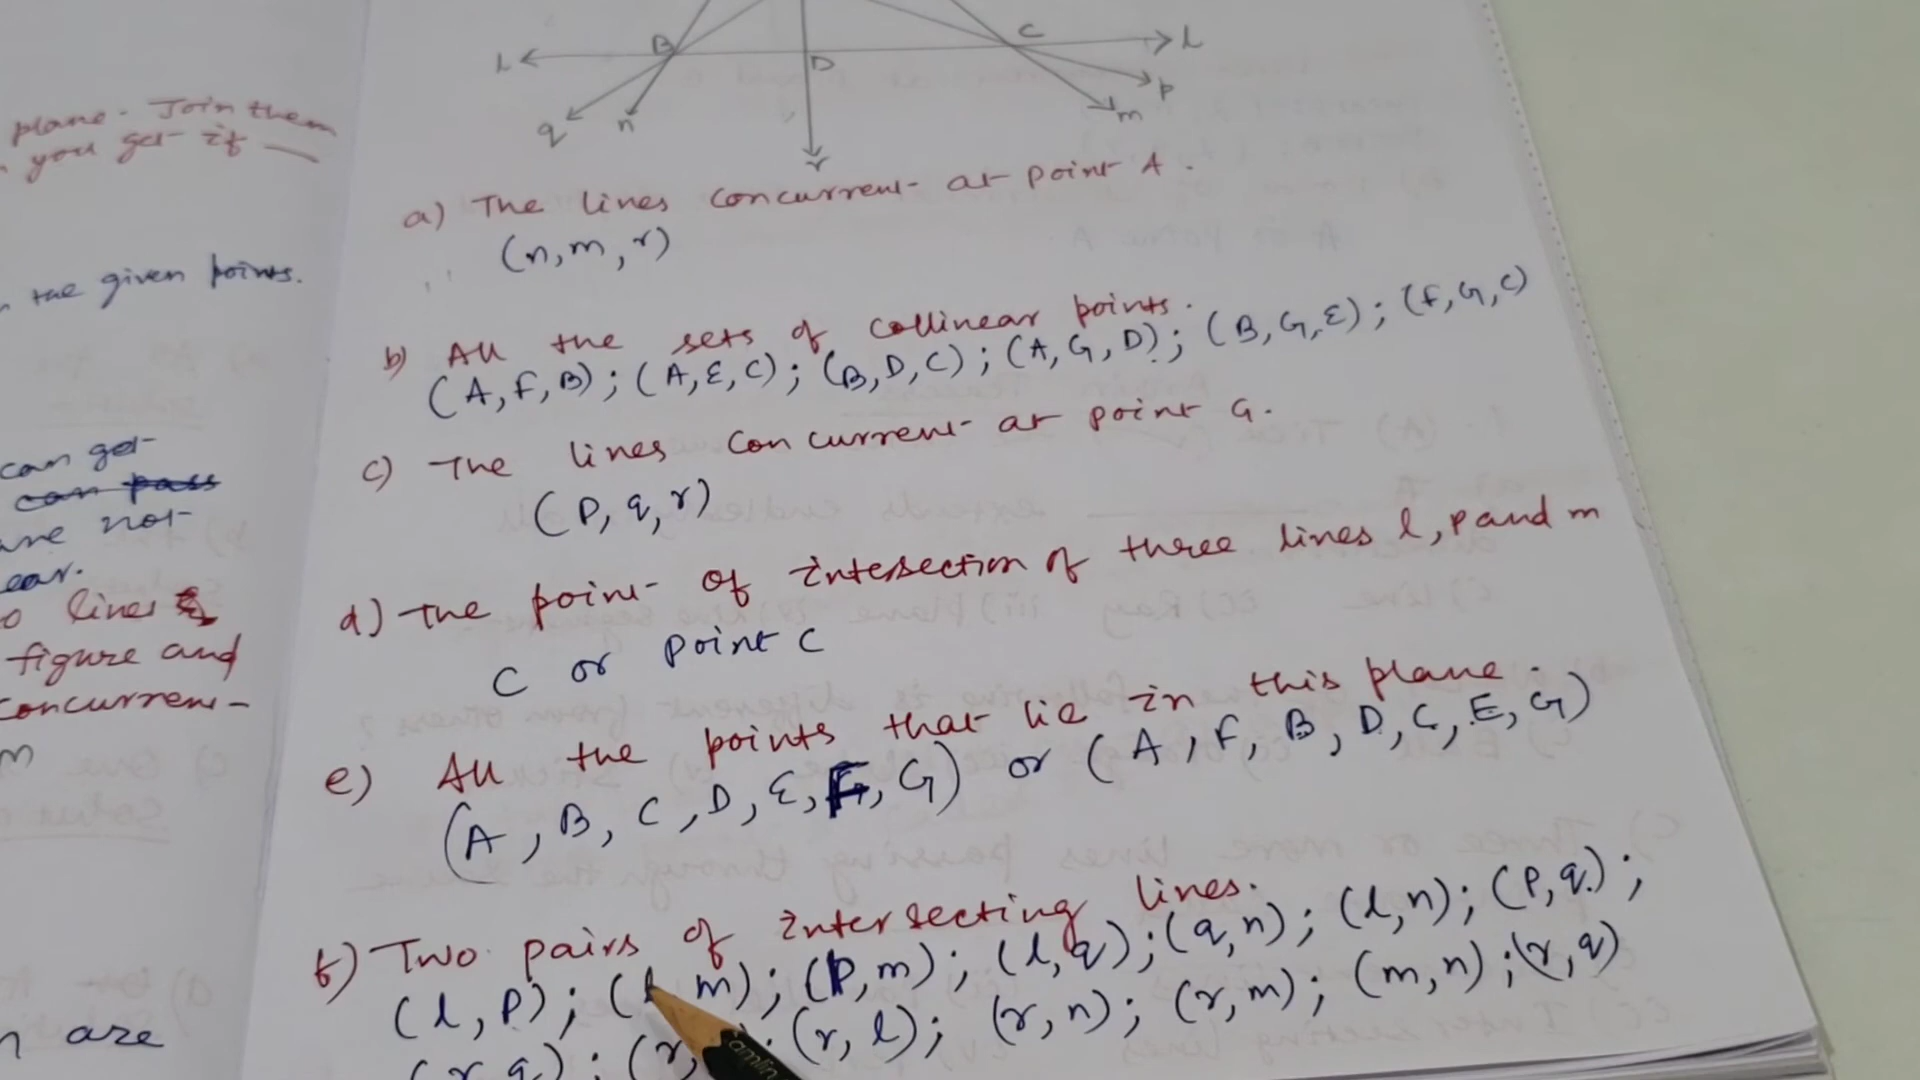 B C
l D l
q n r m p
plane. Join them
you get if
the given points.
can get
can pass
are not
o lines
figure and
concurrent
m
n are
a) The lines concurrent at point A.
(n, m, r)
b) All the sets of collinear points.
(A, F, B); (A, E, C); (B, D, C); (A, G, D); (B, G, E); (F, G, C)
c) The lines concurrent at point G.
(P, q, r)
d) The point of intersection of three lines l, p and m
C or point C
e) All the points that lie in this plane.
(A, B, C, D, E, F, G) or (A, F, B, D, C, E, G)
f) Two pairs of intersecting lines.
(l, P); ( m); (P, m); (l, q); (q, n); (l, n); (P, q);
(r, q); (r, ; (r, l); (r, n); (r, m); (m, n); (r, q)